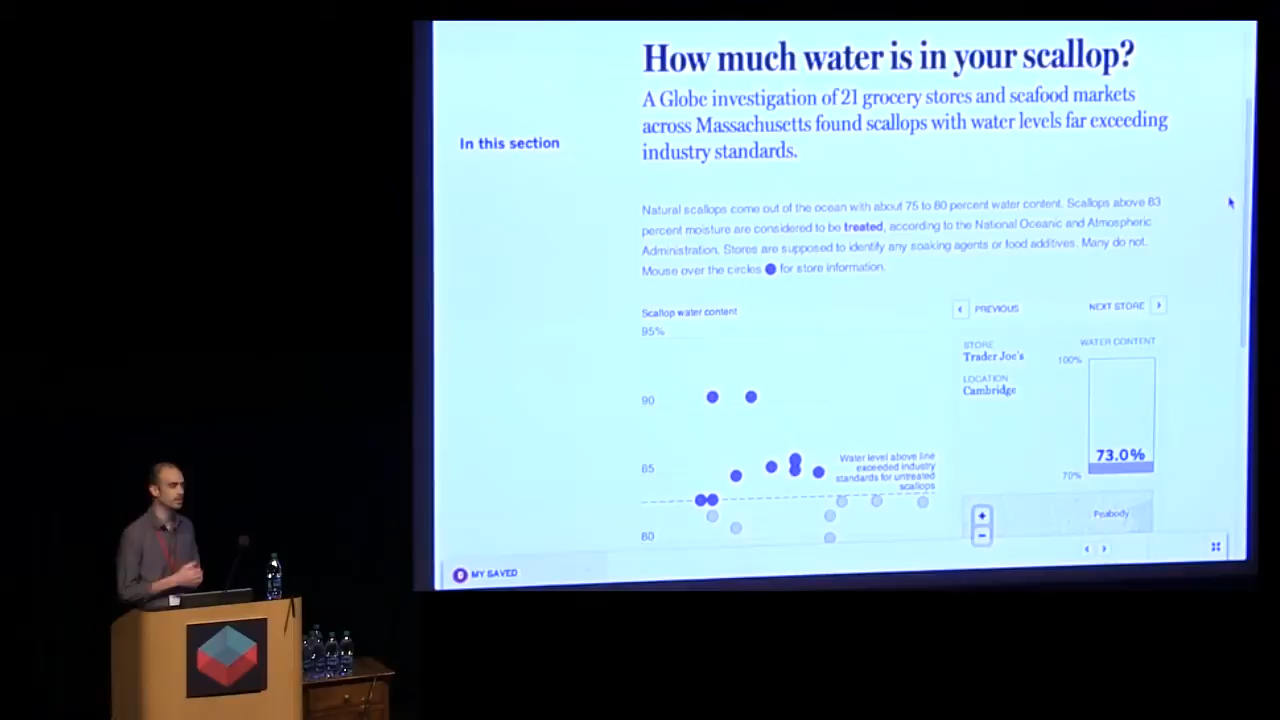 How much water is in your scallop?
A Globe investigation of 21 grocery stores and seafood markets
across Massachusetts found scallops with water levels far exceeding
industry standards.
In this section
Natural scallops come out of the ocean with about 75 to 80 percent water content. Scallops above 83
percent moisture are considered to be treated, according to the National Oceanic and Atmospheric
Administration. Stores are supposed to identify any soaking agents or food additives. Many do not.
Mouse over the circles for store information.
Scallop water content
95%
90
85
80
Water level above line
exceeded industry
standards for untreated
scallops
PREVIOUS
NEXT STORE
STORE
Trader Joe's
LOCATION
Cambridge
WATER CONTENT
100%
73.0%
70%
+
−
Peabody
MY SAVED